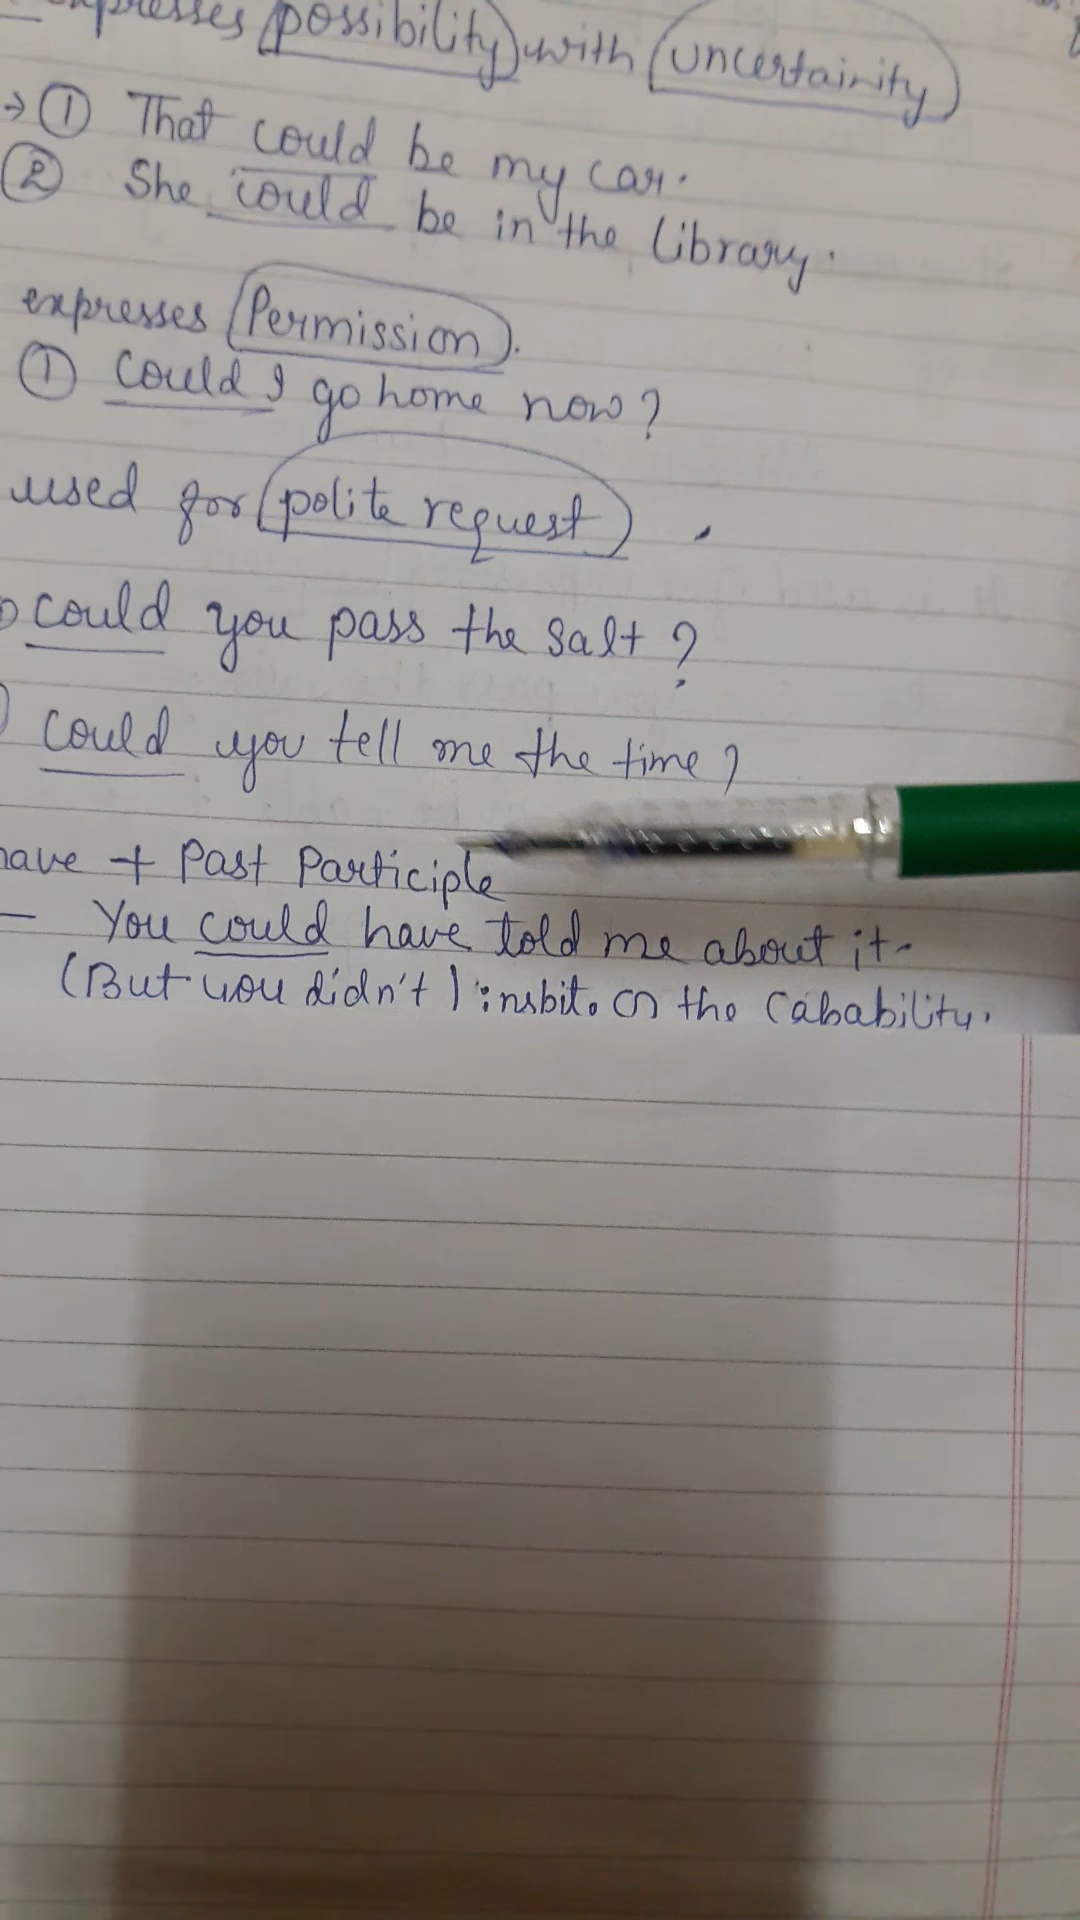 expresses possibility with uncertainity
→ ① That could be my car.
② She could be in the library.
expresses Permission.
① Could I go home now?
used for polite request.
could you pass the salt?
Could you tell me the time?
have + Past Participle
— You could have told me about it.
(But you didn't) the